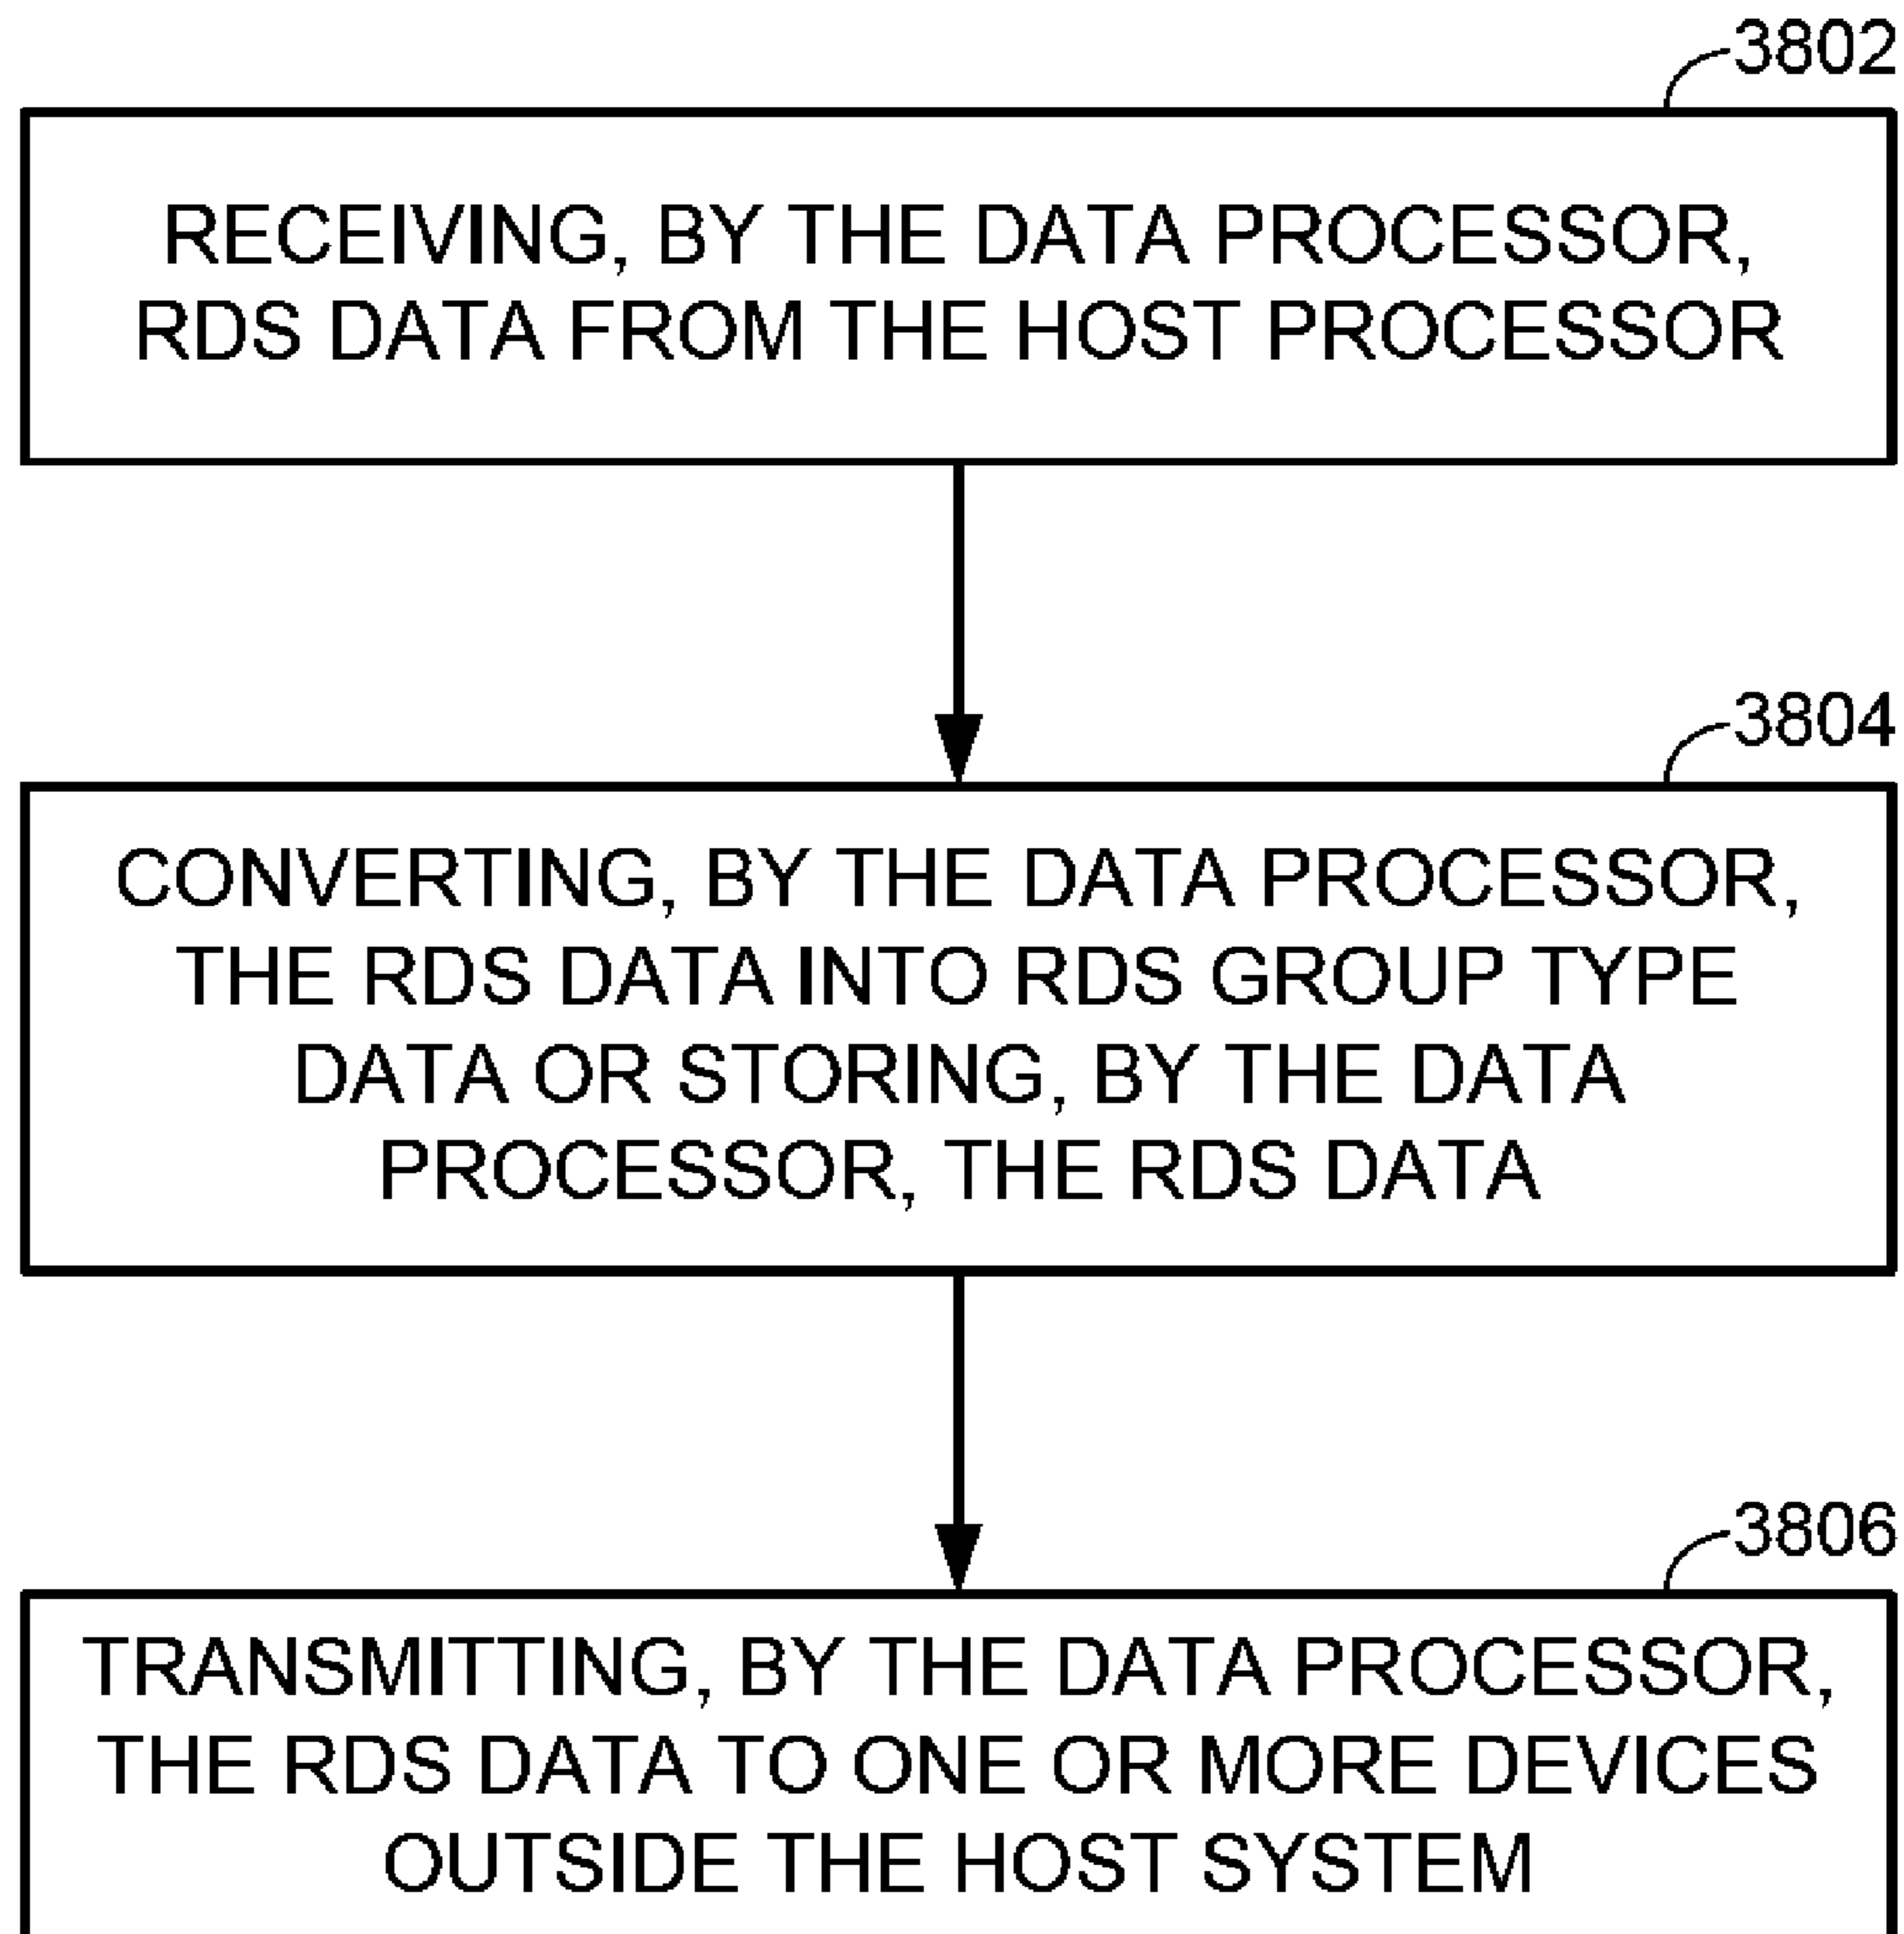 3802
RECEIVING, BY THE DATA PROCESSOR,
RDS DATA FROM THE HOST PROCESSOR
3804
CONVERTING, BY THE DATA PROCESSOR,
THE RDS DATA INTO RDS GROUP TYPE
DATA OR STORING, BY THE DATA
PROCESSOR, THE RDS DATA
3806
TRANSMITTING, BY THE DATA PROCESSOR,
THE RDS DATA TO ONE OR MORE DEVICES
OUTSIDE THE HOST SYSTEM